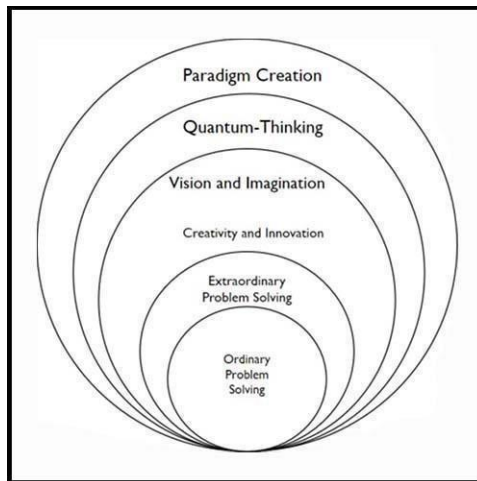 Paradigm Creation
Quantum-Thinking
Vision and Imagination
Creativity and Innovation
Extraordinary
Problem Solving
Ordinary
Problem
Solving